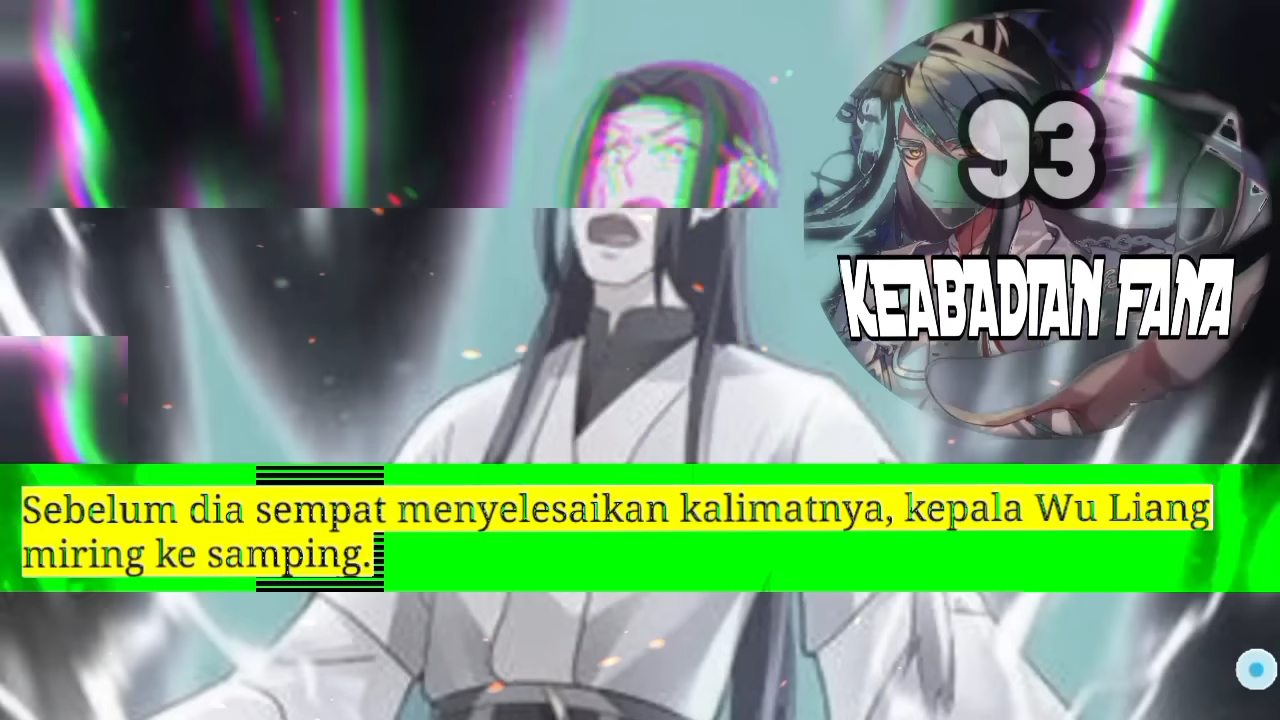 93
KEABADIAN FANA
Sebelum dia sempat menyelesaikan kalimatnya, kepala Wu Liang
miring ke samping.